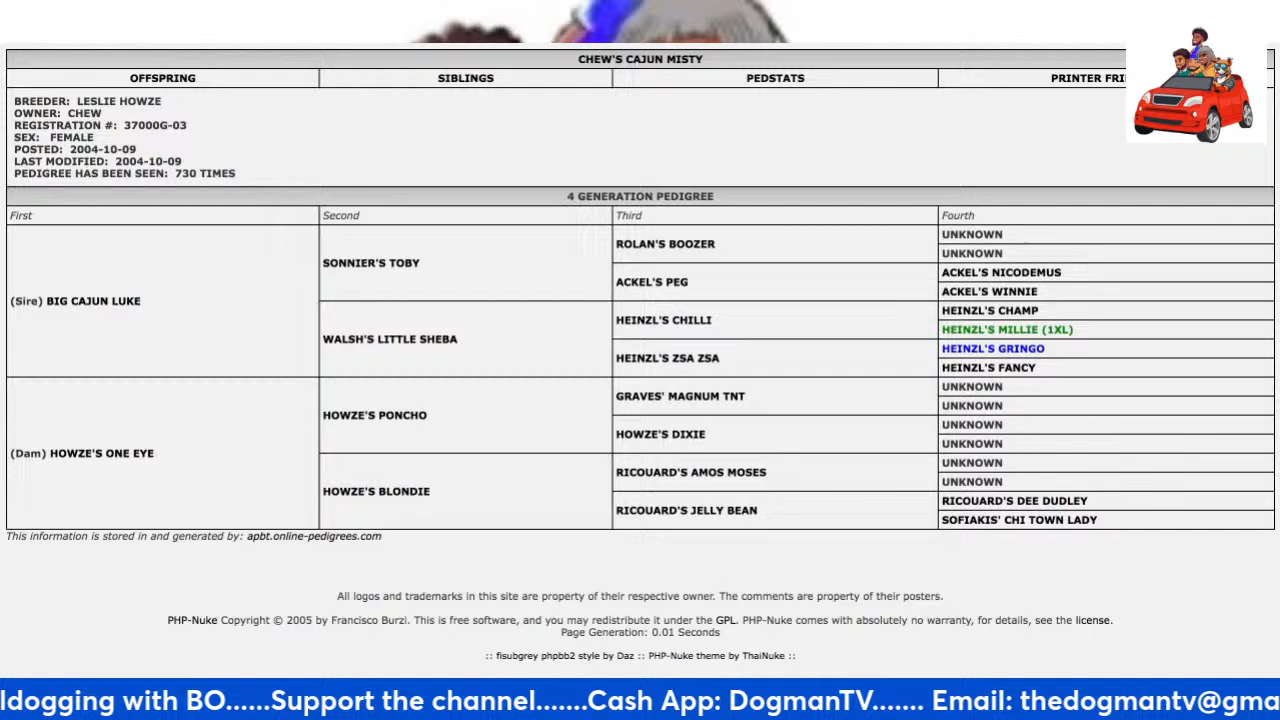 CHEW'S CAJUN MISTY
OFFSPRING SIBLINGS PEDSTATS PRINTER FRI
BREEDER: LESLIE HOWZE
OWNER: CHEW
REGISTRATION #: 37000G-03
SEX: FEMALE
POSTED: 2004-10-09
LAST MODIFIED: 2004-10-09
PEDIGREE HAS BEEN SEEN: 730 TIMES
4 GENERATION PEDIGREE
First Second Third Fourth
(Sire) BIG CAJUN LUKE
SONNIER'S TOBY
WALSH'S LITTLE SHEBA
ROLAN'S BOOZER
ACKEL'S PEG
HEINZL'S CHILLI
HEINZL'S ZSA ZSA
UNKNOWN
UNKNOWN
ACKEL'S NICODEMUS
ACKEL'S WINNIE
HEINZL'S CHAMP
HEINZL'S MILLIE (1XL)
HEINZL'S GRINGO
HEINZL'S FANCY
(Dam) HOWZE'S ONE EYE
HOWZE'S PONCHO
HOWZE'S BLONDIE
GRAVES' MAGNUM TNT
HOWZE'S DIXIE
RICOUARD'S AMOS MOSES
RICOUARD'S JELLY BEAN
UNKNOWN
UNKNOWN
UNKNOWN
UNKNOWN
UNKNOWN
UNKNOWN
RICOUARD'S DEE DUDLEY
SOFIAKIS' CHI TOWN LADY
This information is stored in and generated by: apbt.online-pedigrees.com
All logos and trademarks in this site are property of their respective owner. The comments are property of their posters.
PHP-Nuke Copyright © 2005 by Francisco Burzi. This is free software, and you may redistribute it under the GPL. PHP-Nuke comes with absolutely no warranty, for details, see the license.
Page Generation: 0.01 Seconds
:: fisubgrey phpbb2 style by Daz :: PHP-Nuke theme by ThaiNuke ::
ldogging with BO......Support the channel.......Cash App: DogmanTV....... Email: thedogmantv@gma